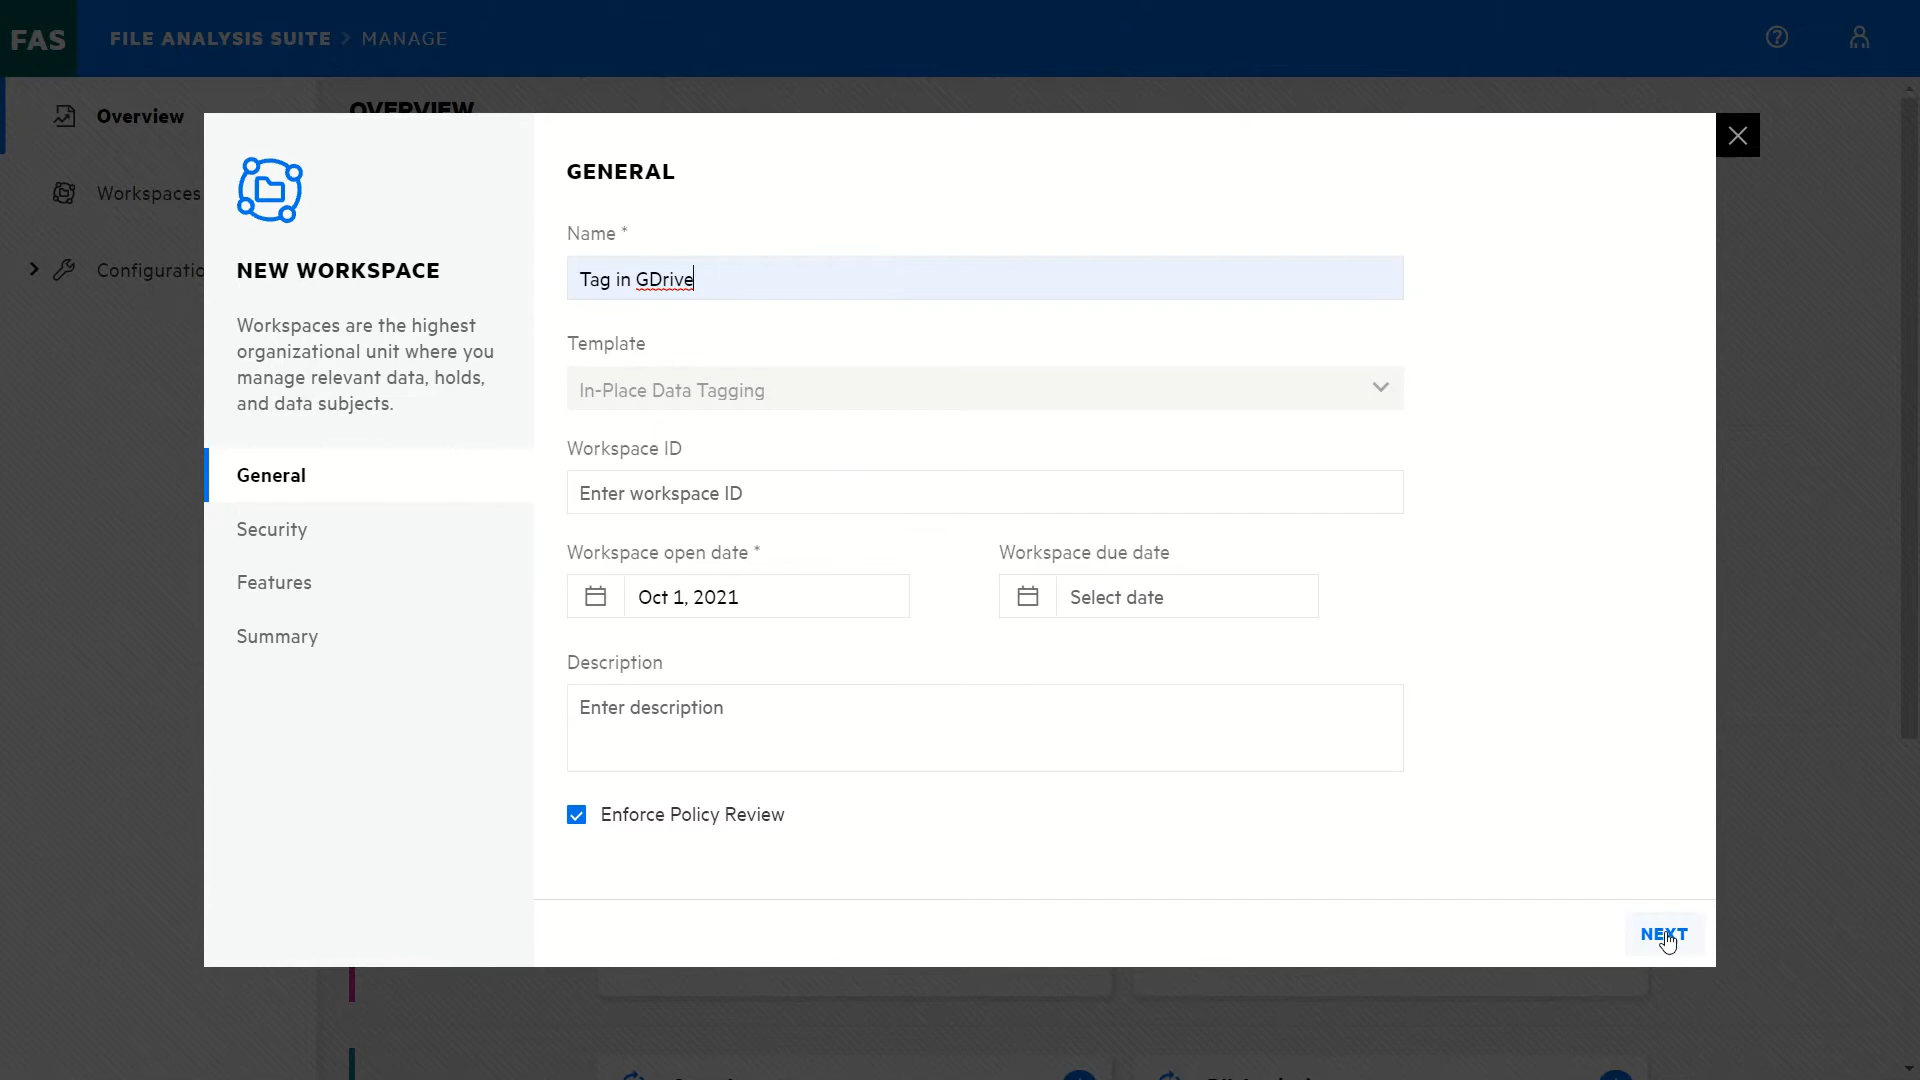 FAS
FILE ANALYSIS SUITE > MANAGE
Overview
OVERVIEW
Workspaces
Configuratio
NEW WORKSPACE
Workspaces are the highest
organizational unit where you
manage relevant data, holds,
and data subjects.
General
Security
Features
Summary
GENERAL
Name *
Tag in GDrive
Template
In-Place Data Tagging
Workspace ID
Enter workspace ID
Workspace open date *
Workspace due date
Oct 1, 2021
Select date
Description
Enter description
Enforce Policy Review
NEXT